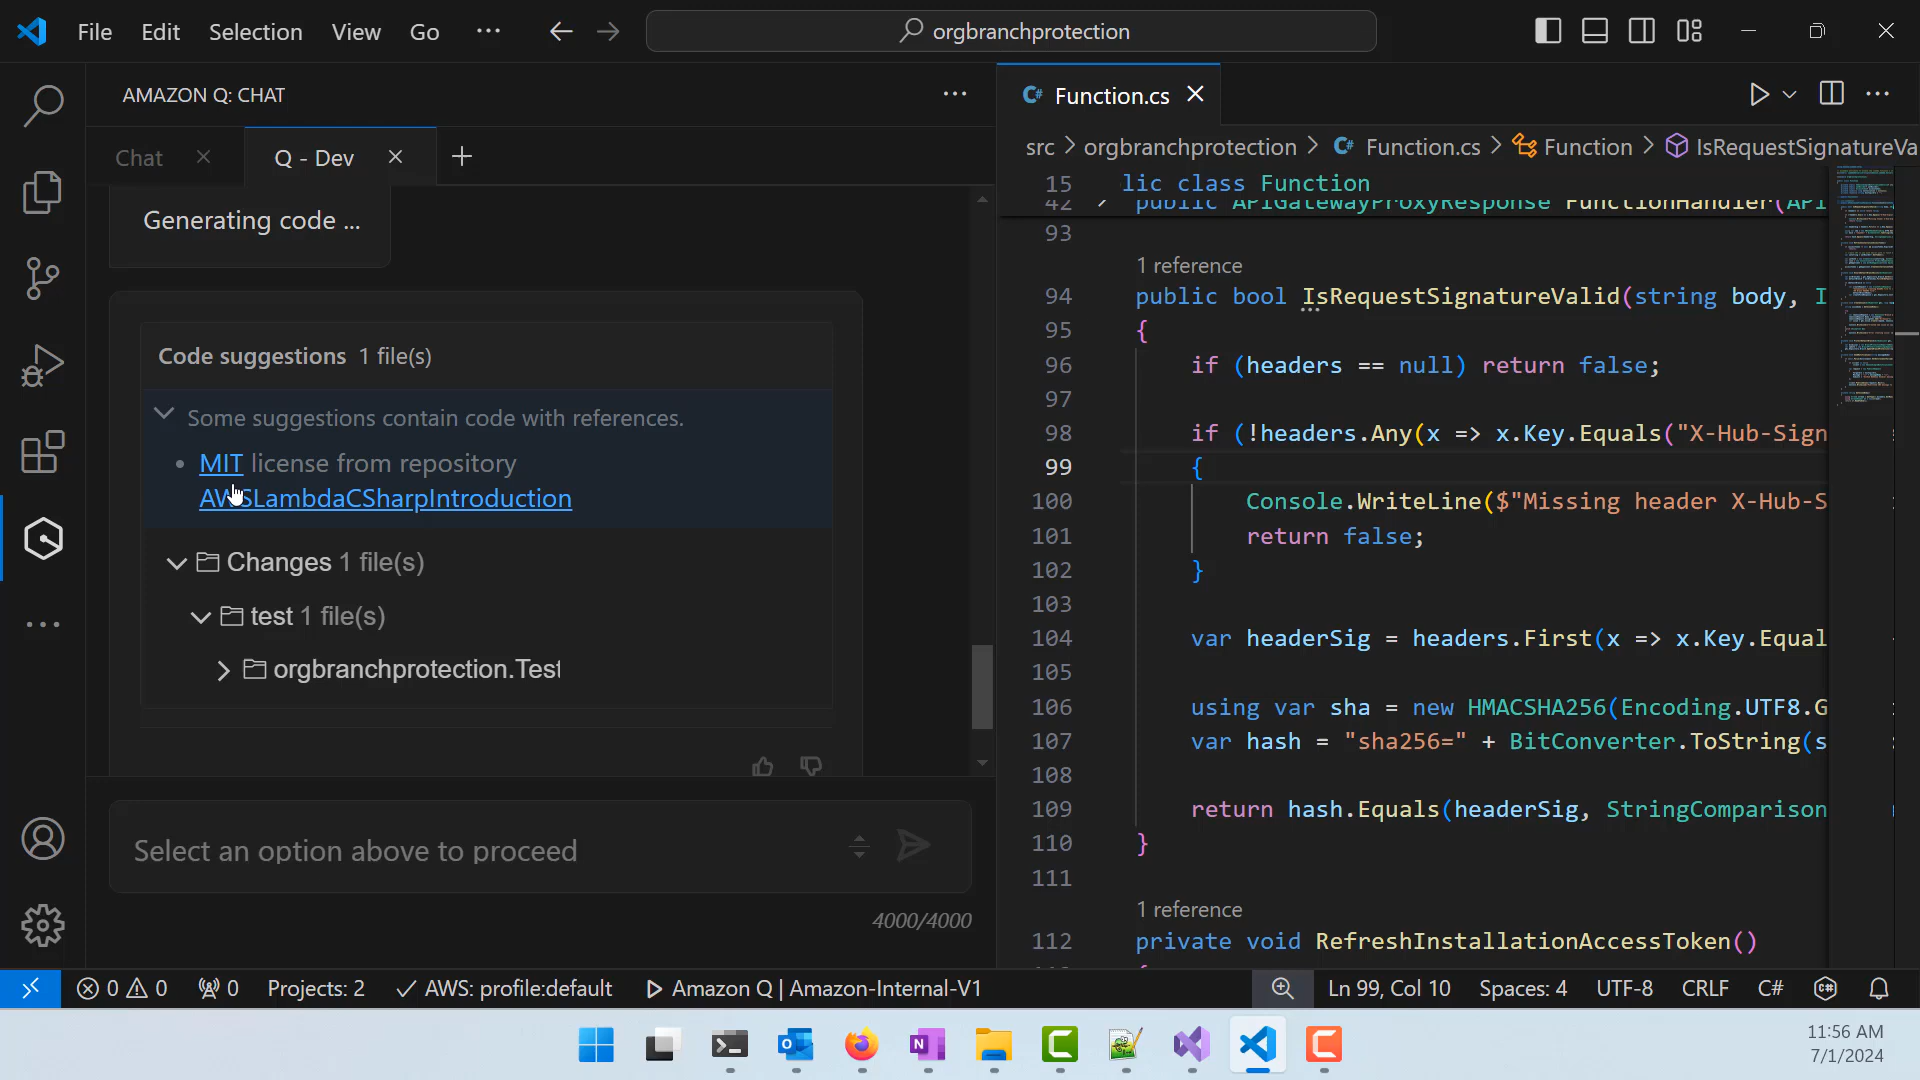 File Edit Selection View Go ... orgbranchprotection
AMAZON Q: CHAT
Chat
Q - Dev
Generating code ...
Code suggestions 1 file(s)
Some suggestions contain code with references.
• MIT license from repository
AWSLambdaCSharpIntroduction
Changes 1 file(s)
test 1 file(s)
orgbranchprotection.Test
Select an option above to proceed
4000/4000
Function.cs
src > orgbranchprotection > Function.cs > Function > IsRequestSignatureVa
15 lic class Function
42 public APIGatewayProxyResponse FunctionHandler(API
93
1 reference
94 public bool IsRequestSignatureValid(string body, I
95 {
96 if (headers == null) return false;
97
98 if (!headers.Any(x => x.Key.Equals("X-Hub-Sign
99 {
100 Console.WriteLine($"Missing header X-Hub-S
101 return false;
102 }
103
104 var headerSig = headers.First(x => x.Key.Equal
105
106 using var sha = new HMACSHA256(Encoding.UTF8.G
107 var hash = "sha256=" + BitConverter.ToString(s
108
109 return hash.Equals(headerSig, StringComparison
110 }
111
1 reference
112 private void RefreshInstallationAccessToken()
0 0 0 Projects: 2 AWS: profile:default Amazon Q | Amazon-Internal-V1 Ln 99, Col 10 Spaces: 4 UTF-8 CRLF C#
11:56 AM
7/1/2024